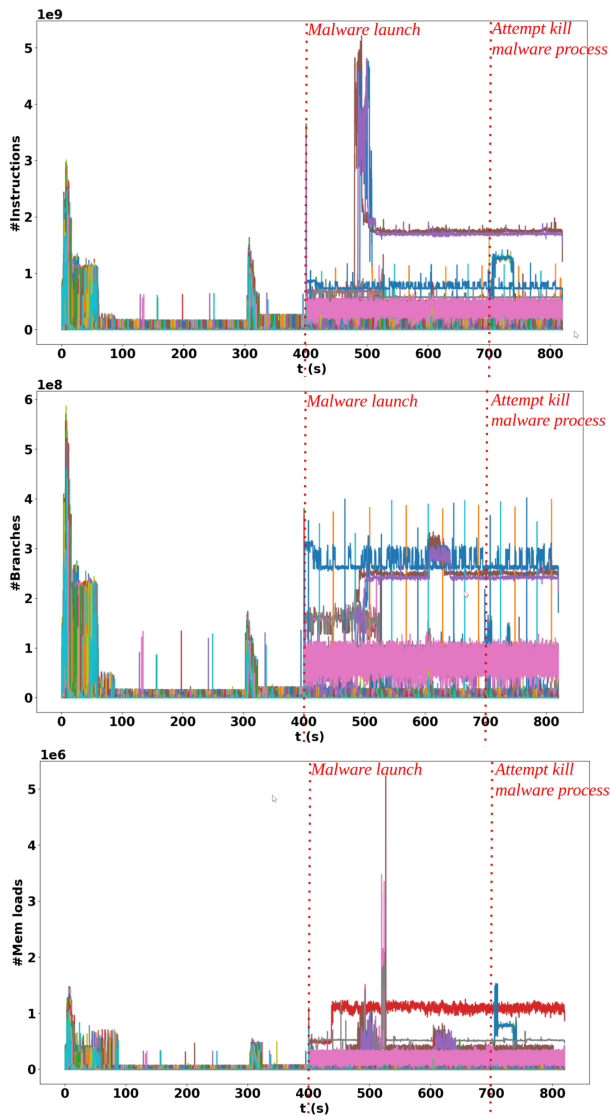 1e9
Malware launch
Attempt kill
malware process
5
4
3
2
1
0
#Instructions
0 100 200 300 400 500 600 700 800
t (s)
1e8
Malware launch
Attempt kill
malware process
6
5
4
3
2
1
0
#Branches
0 100 200 300 400 500 600 700 800
t (s)
1e6
Malware launch
Attempt kill
malware process
5
4
3
2
1
0
#Mem loads
0 100 200 300 400 500 600 700 800
t (s)